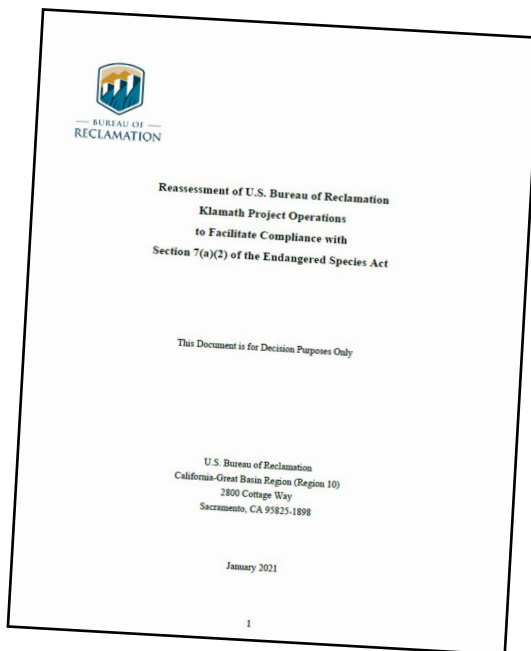 BUREAU OF
RECLAMATION
Reassessment of U.S. Bureau of Reclamation
Klamath Project Operations
to Facilitate Compliance with
Section 7(a)(2) of the Endangered Species Act
This Document is for Decision Purposes Only
U.S. Bureau of Reclamation
California-Great Basin Region (Region 10)
2800 Cottage Way
Sacramento, CA 95825-1898
January 2021
1